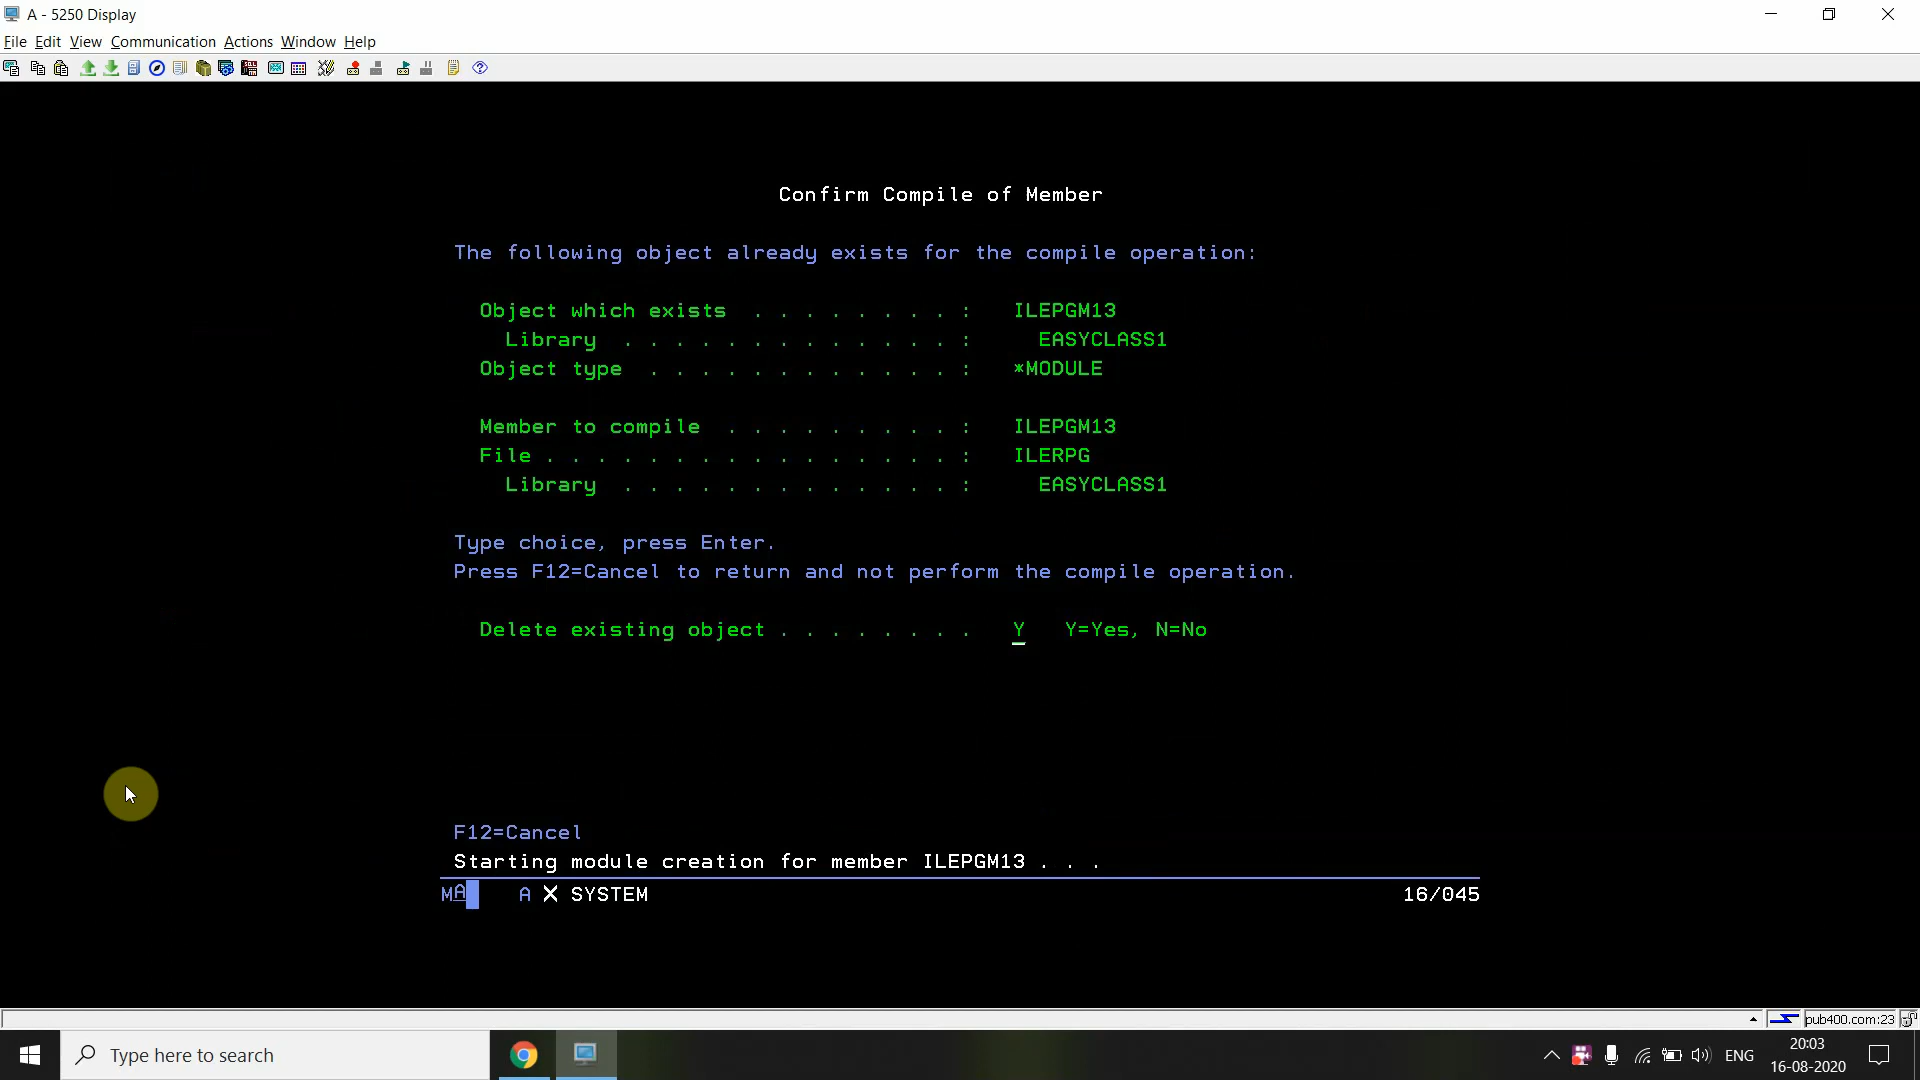 A - 5250 Display
File Edit View Communication Actions Window Help
Confirm Compile of Member
The following object already exists for the compile operation:
Object which exists . . . . . . . . : ILEPGM13
Library . . . . . . . . . . . . . . : EASYCLASS1
Object type . . . . . . . . . . . . : *MODULE
Member to compile . . . . . . . . . : ILEPGM13
File . . . . . . . . . . . . . . . . : ILERPG
Library . . . . . . . . . . . . . . : EASYCLASS1
Type choice, press Enter.
Press F12=Cancel to return and not perform the compile operation.
Delete existing object . . . . . . . . Y Y=Yes, N=No
F12=Cancel
Starting module creation for member ILEPGM13 . . .
MA A X SYSTEM 16/045
pub400.com:23
Type here to search
ENG
20:03
16-08-2020